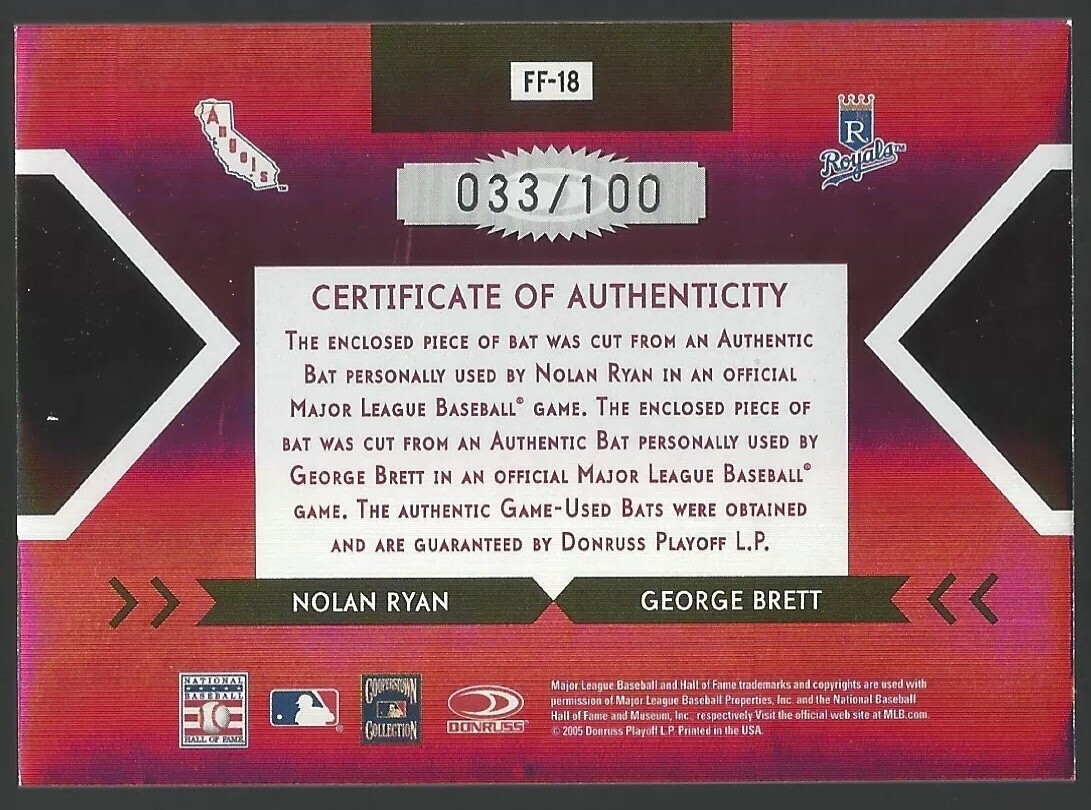 FF-18
Angels™
R
Royals™
033/100
CERTIFICATE OF AUTHENTICITY
THE ENCLOSED PIECE OF BAT WAS CUT FROM AN AUTHENTIC
BAT PERSONALLY USED BY NOLAN RYAN IN AN OFFICIAL
MAJOR LEAGUE BASEBALL® GAME. THE ENCLOSED PIECE OF
BAT WAS CUT FROM AN AUTHENTIC BAT PERSONALLY USED BY
GEORGE BRETT IN AN OFFICIAL MAJOR LEAGUE BASEBALL®
GAME. THE AUTHENTIC GAME-USED BATS WERE OBTAINED
AND ARE GUARANTEED BY DONRUSS PLAYOFF L.P.
NOLAN RYAN
GEORGE BRETT
NATIONAL
BASEBALL
HALL OF FAME
COOPERSTOWN
COLLECTION
DONRUSS
Major League Baseball and Hall of Fame trademarks and copyrights are used with
permission of Major League Baseball Properties, Inc. and the National Baseball
Hall of Fame and Museum, Inc. respectively Visit the official web site at MLB.com.
© 2005 Donruss Playoff L.P. Printed in the USA.